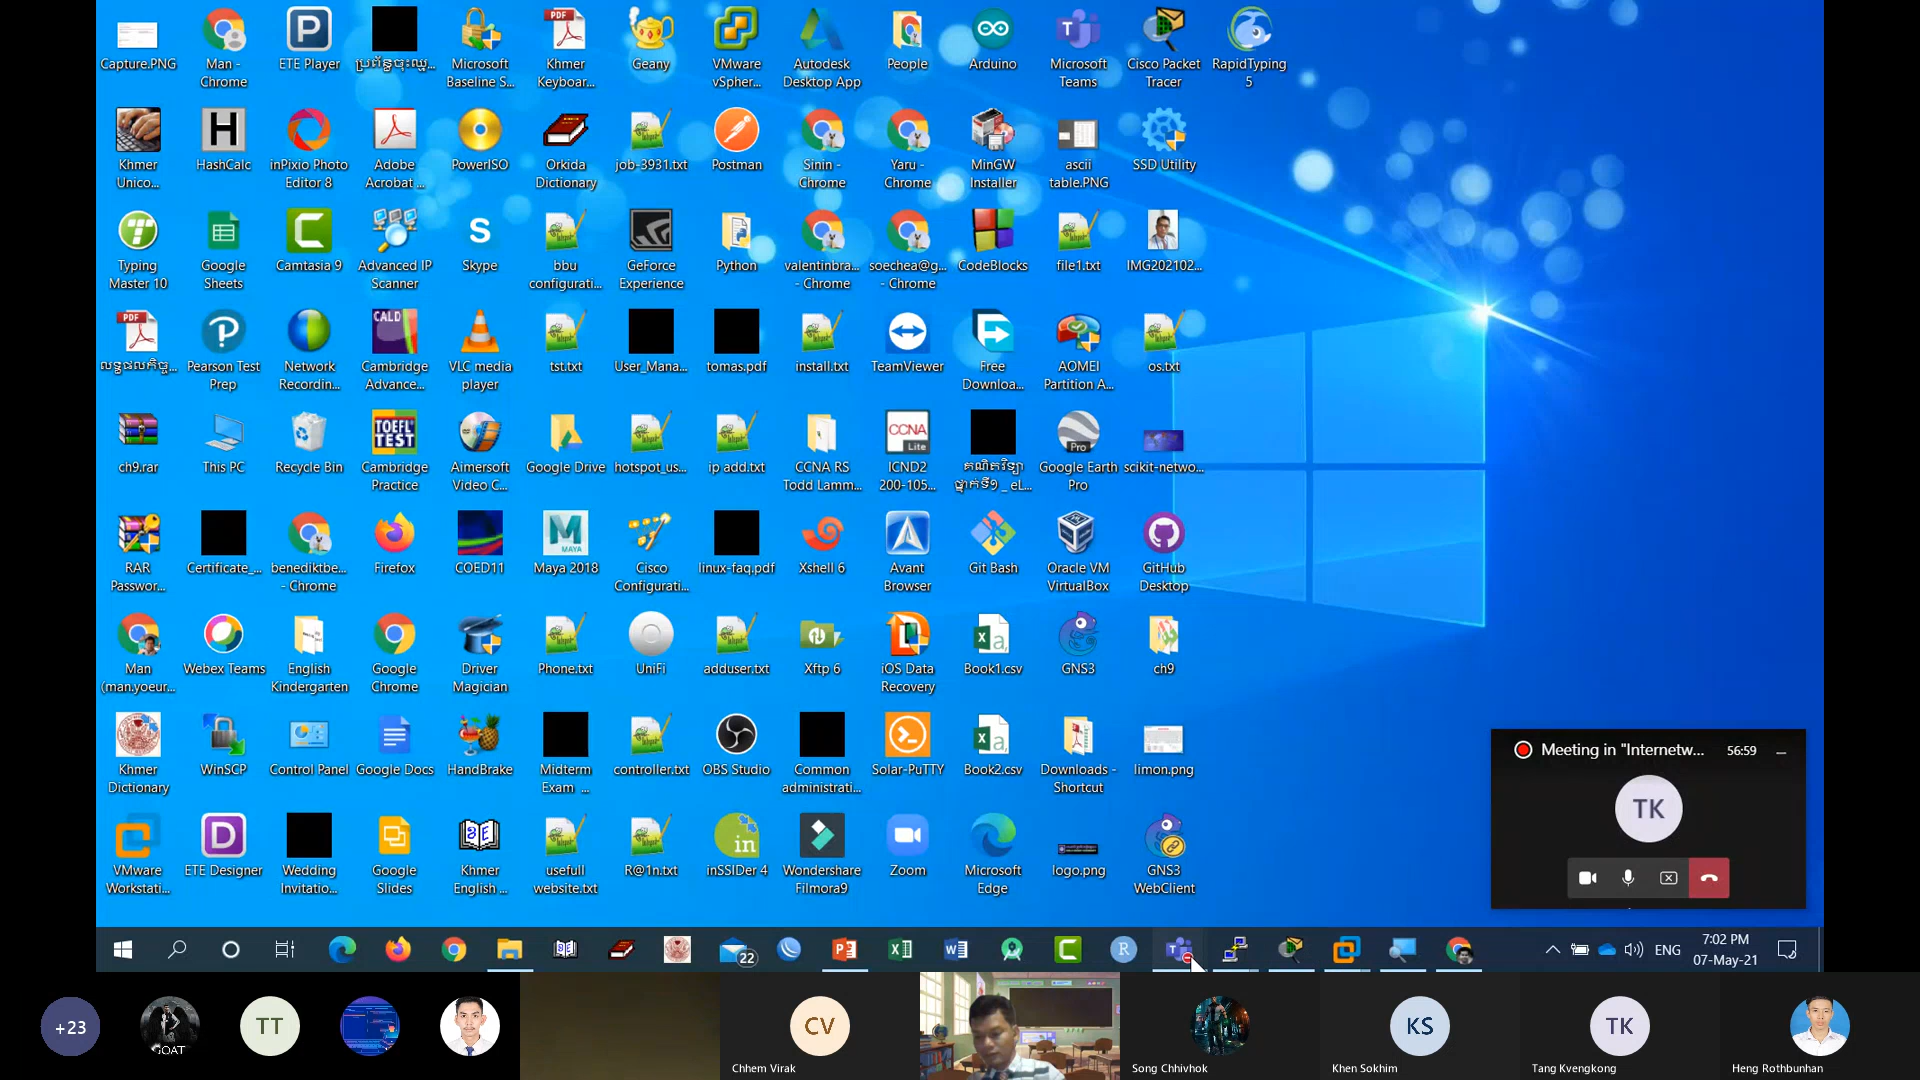 Capture.PNG
Man - Chrome
ETE Player
Microsoft Baseline S...
Khmer Keyboar...
Geany
VMware vSpher...
Autodesk Desktop App
People
Arduino
Microsoft Teams
Cisco Packet Tracer
RapidTyping 5
Khmer Unico...
HashCalc
inPixio Photo Editor 8
Adobe Acrobat ...
PowerISO
Orkida Dictionary
job-3931.txt
Postman
Sinin - Chrome
Yaru - Chrome
MinGW Installer
ascii table.PNG
SSD Utility
Typing Master 10
Google Sheets
Camtasia 9
Advanced IP Scanner
Skype
bbu configurati...
GeForce Experience
Python
valentinbra... - Chrome
soechea@g... - Chrome
CodeBlocks
file1.txt
IMG202102...
Pearson Test Prep
Network Recordin...
Cambridge Advance...
VLC media player
tst.txt
User_Mana...
tomas.pdf
install.txt
TeamViewer
Free Downloa...
AOMEI Partition A...
os.txt
ch9.rar
This PC
Recycle Bin
Cambridge Practice
Aimersoft Video C...
Google Drive
hotspot_us...
ip add.txt
CCNA RS Todd Lamm...
ICND2 200-105...
Google Earth Pro
scikit-netwo...
RAR Passwor...
Certificate_...
benediktbe... - Chrome
Firefox
COED11
Maya 2018
Cisco Configurati...
linux-faq.pdf
Xshell 6
Avant Browser
Git Bash
Oracle VM VirtualBox
GitHub Desktop
Man (man.yoeur...
Webex Teams
English Kindergarten
Google Chrome
Driver Magician
Phone.txt
UniFi
adduser.txt
Xftp 6
iOS Data Recovery
Book1.csv
GNS3
ch9
Khmer Dictionary
WinSCP
Control Panel
Google Docs
HandBrake
Midterm Exam _...
controller.txt
OBS Studio
Common administrati...
Solar-PuTTY
Book2.csv
Downloads - Shortcut
limon.png
VMware Workstati...
ETE Designer
Wedding Invitatio...
Google Slides
Khmer English ...
usefull website.txt
R@1n.txt
inSSIDer 4
Wondershare Filmora9
Zoom
Microsoft Edge
logo.png
GNS3 WebClient
Meeting in "Internetw...
56:59
TK
22
ENG
7:02 PM
07-May-21
+23
GOAT
TT
CV
Chhem Virak
Song Chhivhok
KS
Khen Sokhim
TK
Tang Kvengkong
Heng Rothbunhan